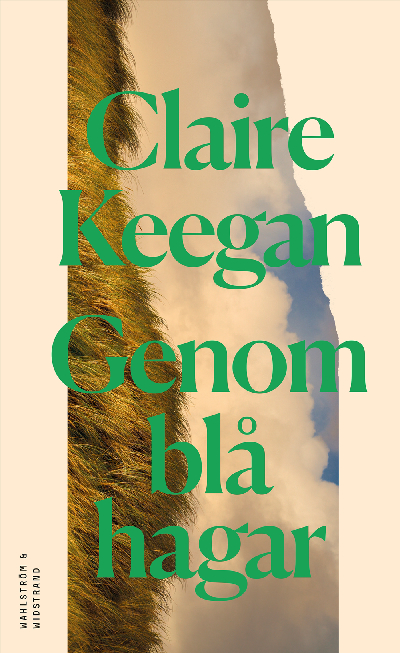 Claire
Keegan
Genom
blå
hagar
WAHLSTRÖM &
WIDSTRAND